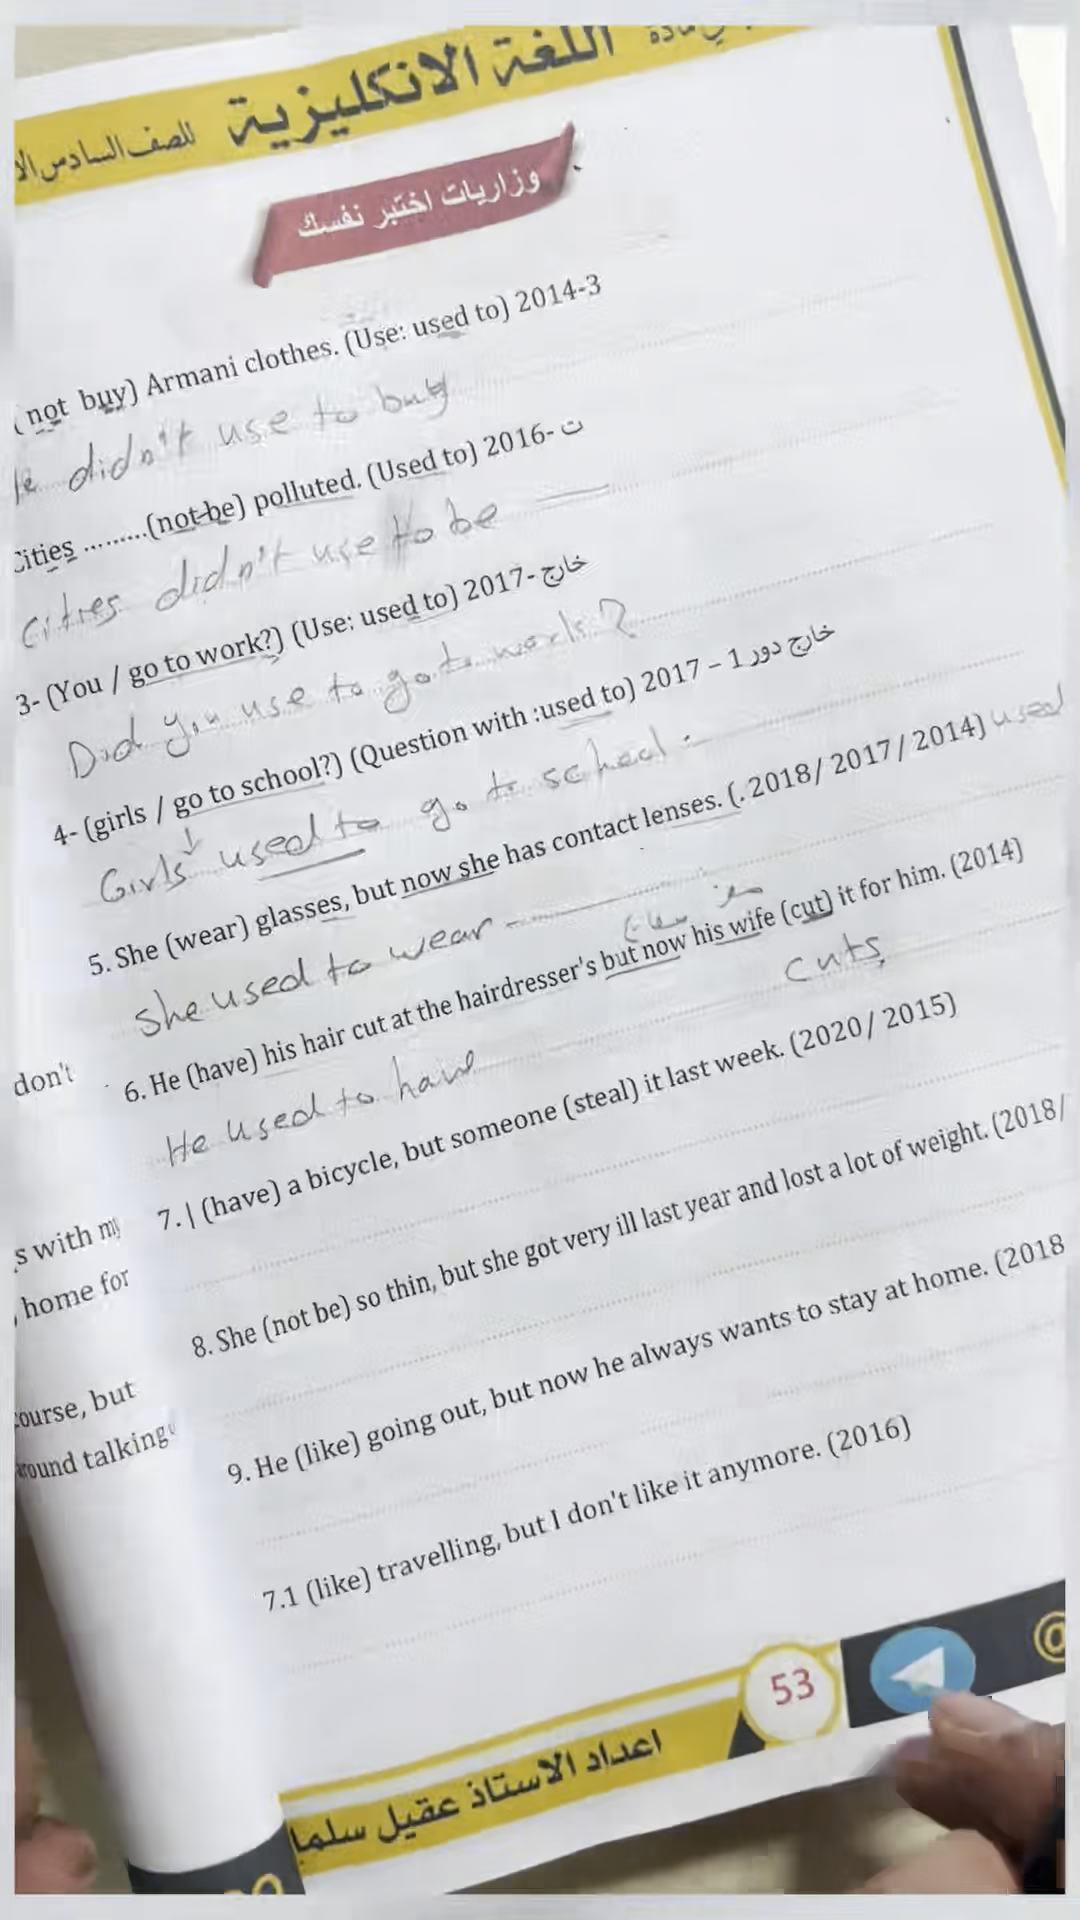 في مادة
اللغة الانكليزية
للصف السادس
وزاريات اختبر نفسك
( not buy) Armani clothes. (Use: used to) 2014-3
didn't use to buy
Cities .........(not be) polluted. (Used to) 2016- ت
cities didn't use to be
3- (You / go to work?) (Use: used to) 2017- خارج
Did you use to go to work?
4- (girls / go to school?) (Question with :used to) 2017 – 1 خارج دور
Girls used to go to school
5. She (wear) glasses, but now she has contact lenses. (. 2018/ 2017/ 2014) used
she used to wear
6. He (have) his hair cut at the hairdresser's but now his wife (cut) it for him. (2014)
cuts
He used to have
7. I (have) a bicycle, but someone (steal) it last week. (2020/ 2015)
8. She (not be) so thin, but she got very ill last year and lost a lot of weight. (2018/
9. He (like) going out, but now he always wants to stay at home. (2018
7.1 (like) travelling, but I don't like it anymore. (2016)
don't
s with my
, home for
course, but
around talking
53
@
اعداد الاستاذ عقيل سلما